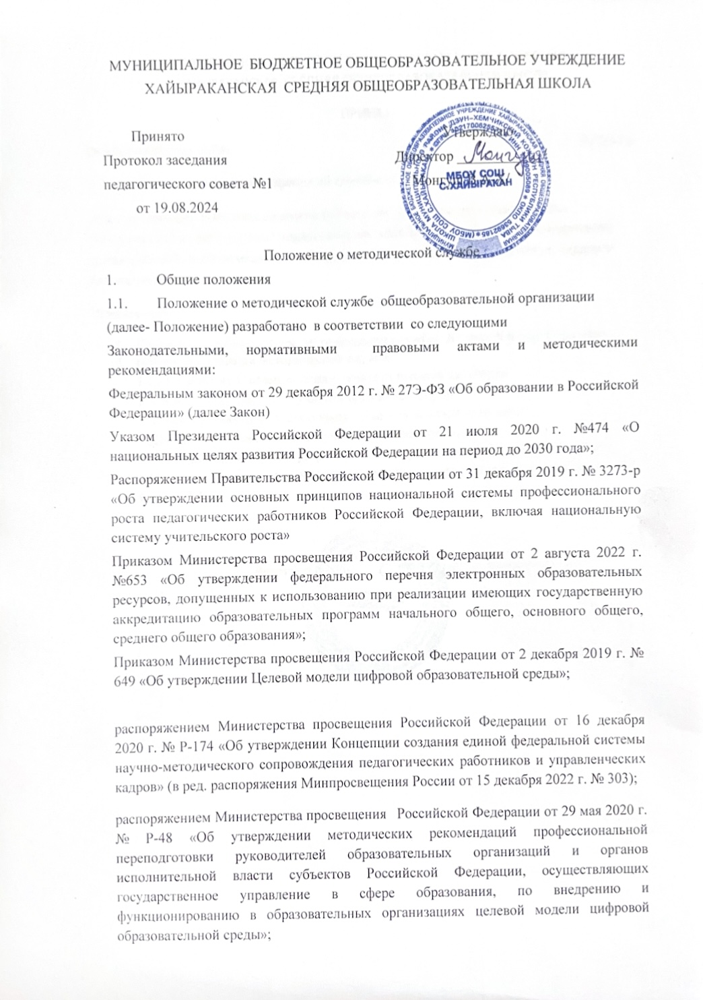 МУНИЦИПАЛЬНОЕ БЮДЖЕТНОЕ ОБЩЕОБРАЗОВАТЕЛЬНОЕ УЧРЕЖДЕНИЕ
ХАЙЫРАКАНСКАЯ СРЕДНЯЯ ОБЩЕОБРАЗОВАТЕЛЬНАЯ ШКОЛА
Принято
Утверждаю
Протокол заседания
Директор
педагогического совета №1
МБОУ СОШ
С.ХАЙЫРАКАН
от 19.08.2024
Положение о методической службе
1. Общие положения
1.1. Положение о методической службе общеобразовательной организации
(далее- Положение) разработано в соответствии со следующими
Законодательными, нормативными правовыми актами и методическими
рекомендациями:
Федеральным законом от 29 декабря 2012 г. № 27Э-ФЗ «Об образовании в Российской
Федерации» (далее Закон)
Указом Президента Российской Федерации от 21 июля 2020 г. №474 «О
национальных целях развития Российской Федерации на период до 2030 года»;
Распоряжением Правительства Российской Федерации от 31 декабря 2019 г. № 3273-р
«Об утверждении основных принципов национальной системы профессионального
роста педагогических работников Российской Федерации, включая национальную
систему учительского роста»
Приказом Министерства просвещения Российской Федерации от 2 августа 2022 г.
№653 «Об утверждении федерального перечня электронных образовательных
ресурсов, допущенных к использованию при реализации имеющих государственную
аккредитацию образовательных программ начального общего, основного общего,
среднего общего образования»;
Приказом Министерства просвещения Российской Федерации от 2 декабря 2019 г. №
649 «Об утверждении Целевой модели цифровой образовательной среды»;
распоряжением Министерства просвещения Российской Федерации от 16 декабря
2020 г. № Р-174 «Об утверждении Концепции создания единой федеральной системы
научно-методического сопровождения педагогических работников и управленческих
кадров» (в ред. распоряжения Минпросвещения России от 15 декабря 2022 г. № 303);
распоряжением Министерства просвещения Российской Федерации от 29 мая 2020 г.
№ Р-48 «Об утверждении методических рекомендаций профессиональной
переподготовки руководителей образовательных организаций и органов
исполнительной власти субъектов Российской Федерации, осуществляющих
государственное управление в сфере образования, по внедрению и
функционированию в образовательных организациях целевой модели цифровой
образовательной среды»;